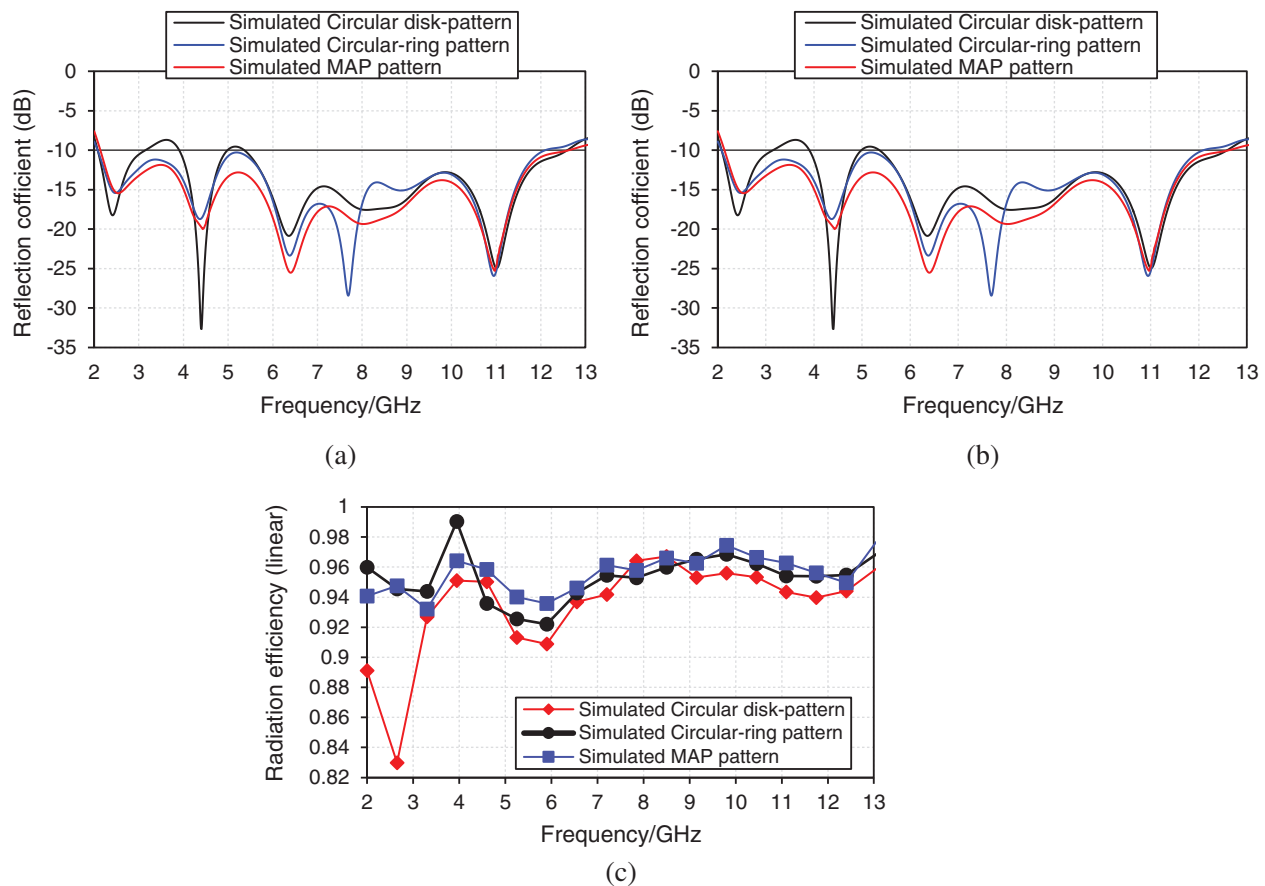 Simulated Circular disk-pattern
Simulated Circular-ring pattern
Simulated MAP pattern
0
-5
-10
-15
-20
-25
-30
-35
Reflection cofficient (dB)
2 3 4 5 6 7 8 9 10 11 12 13
Frequency/GHz
(a)
Simulated Circular disk-pattern
Simulated Circular-ring pattern
Simulated MAP pattern
0
-5
-10
-15
-20
-25
-30
-35
Reflection cofficient (dB)
2 3 4 5 6 7 8 9 10 11 12 13
Frequency/GHz
(b)
1
0.98
0.96
0.94
0.92
0.9
0.88
0.86
0.84
0.82
Radiation efficiency (linear)
Simulated Circular disk-pattern
Simulated Circular-ring pattern
Simulated MAP pattern
2 3 4 5 6 7 8 9 10 11 12 13
Frequency/GHz
(c)